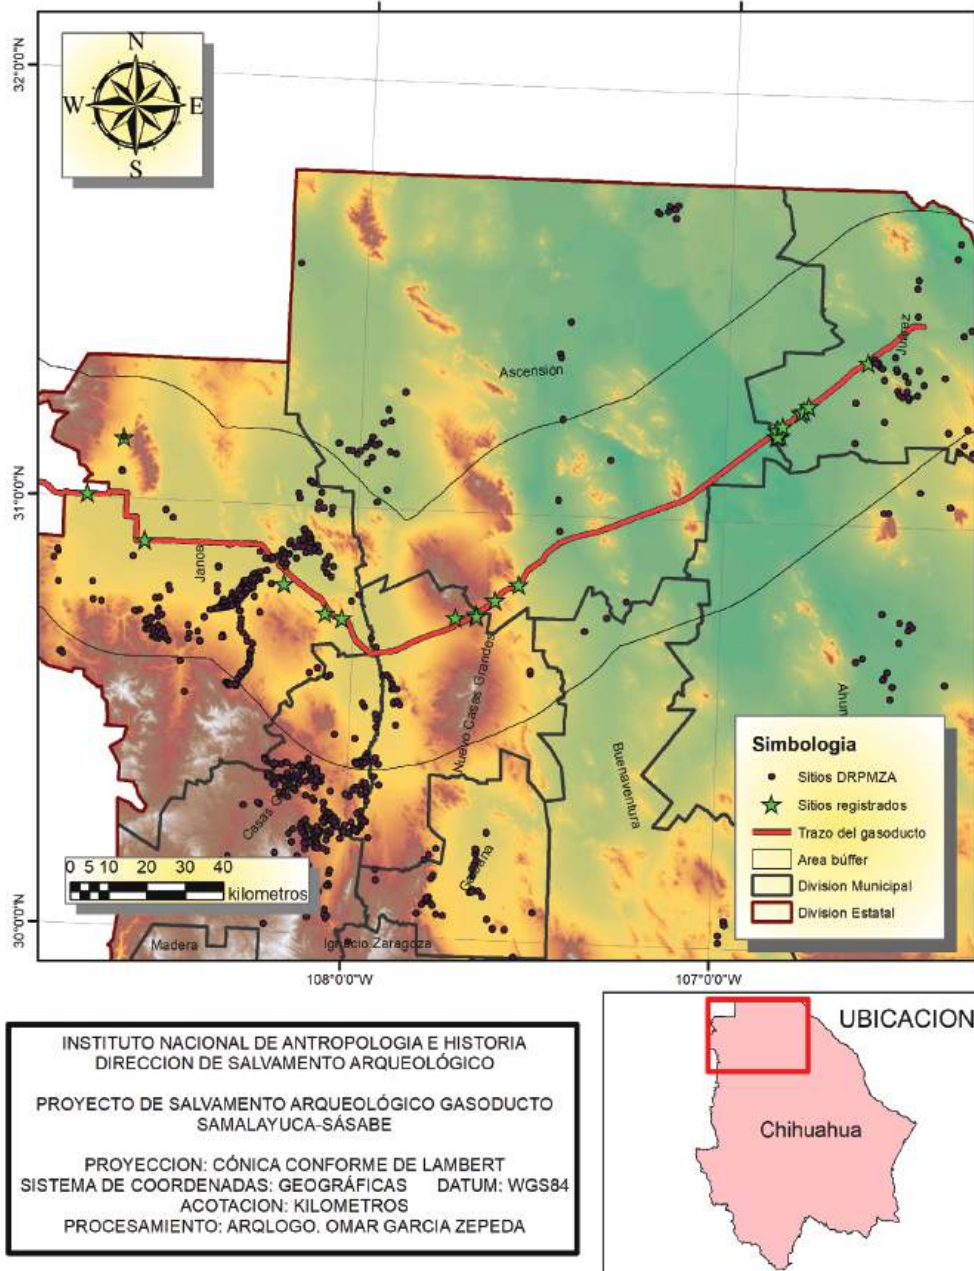 N
W E
S
32°0'0"N
31°0'0"N
30°0'0"N
108°0'0"W
107°0'0"W
Ascensión
Juárez
Janos
Nuevo Casas Grandes
Buenaventura
Casas
Galeana
Madera
Ignacio Zaragoza
0 5 10 20 30 40
kilometros
Simbologia
Sitios DRPMZA
Sitios registrados
Trazo del gasoducto
Area búffer
Division Municipal
Division Estatal
INSTITUTO NACIONAL DE ANTROPOLOGIA E HISTORIA
DIRECCION DE SALVAMENTO ARQUEOLÓGICO
PROYECTO DE SALVAMENTO ARQUEOLÓGICO GASODUCTO
SAMALAYUCA-SÁSABE
PROYECCION: CÓNICA CONFORME DE LAMBERT
SISTEMA DE COORDENADAS: GEOGRÁFICAS DATUM: WGS84
ACOTACION: KILOMETROS
PROCESAMIENTO: ARQLOGO. OMAR GARCIA ZEPEDA
UBICACION
Chihuahua